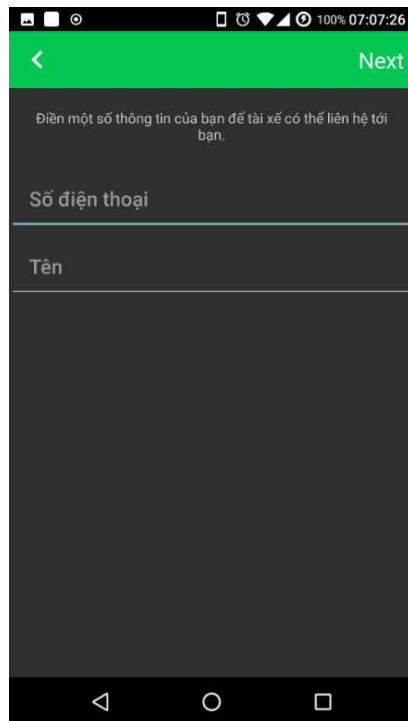 100% 07:07:26
Next
Điền một số thông tin của bạn để tài xế có thể liên hệ tới
bạn.
Số điện thoại
Tên